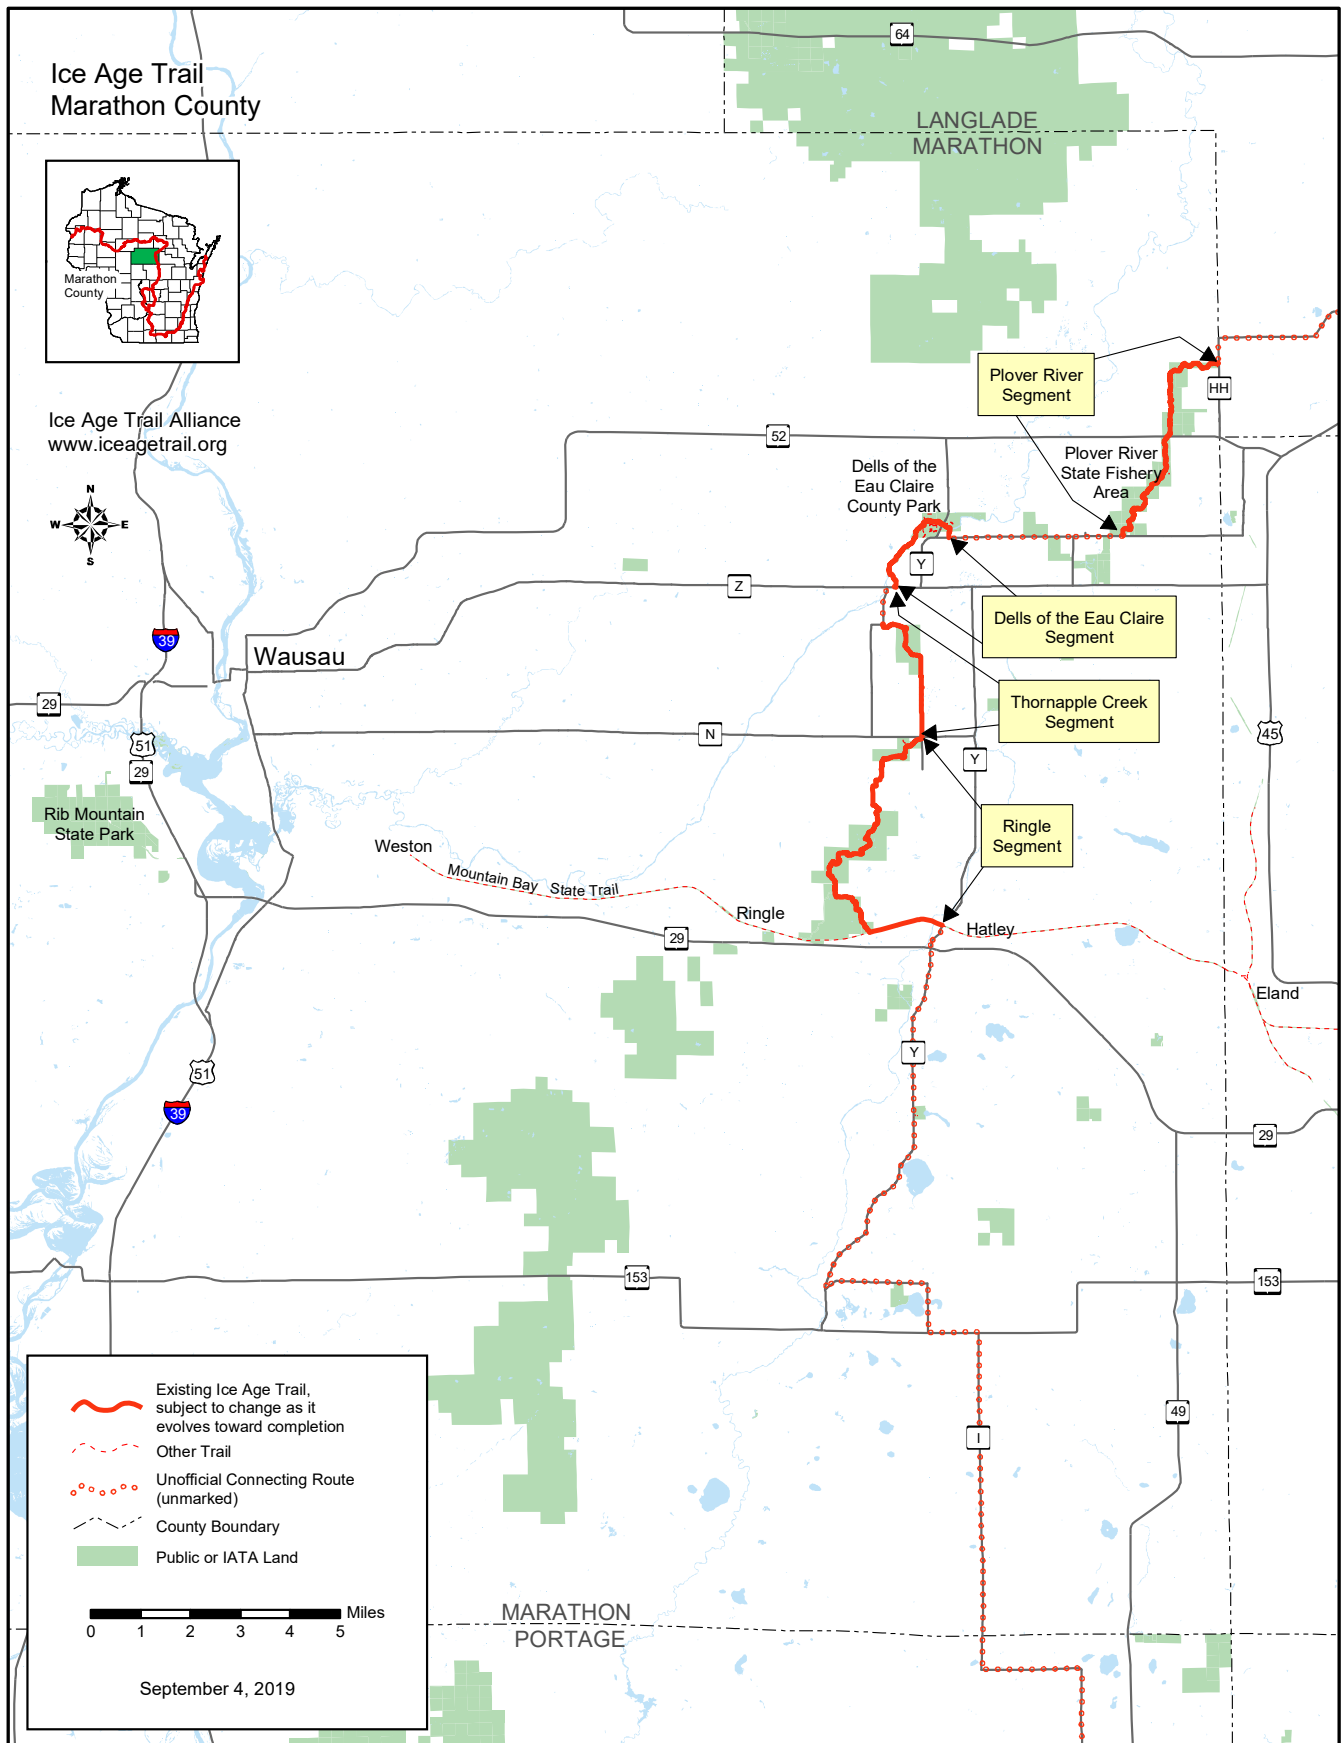 Ice Age Trail
Marathon County
64
LANGLADE
MARATHON
Marathon
County
Ice Age Trail Alliance
www.iceagetrail.org
N
W
E
S
Plover River
Segment
HH
52
Dells of the
Eau Claire
County Park
Plover River
State Fishery
Area
Y
Z
Dells of the Eau Claire
Segment
39
Wausau
Thornapple Creek
Segment
29
51
29
N
Y
45
Rib Mountain
State Park
Ringle
Segment
Weston
Mountain Bay State Trail
Ringle
Hatley
29
Eland
Y
51
39
29
153
153
49
I
Existing Ice Age Trail,
subject to change as it
evolves toward completion
Other Trail
Unofficial Connecting Route
(unmarked)
County Boundary
Public or IATA Land
Miles
0 1 2 3 4 5
September 4, 2019
MARATHON
PORTAGE